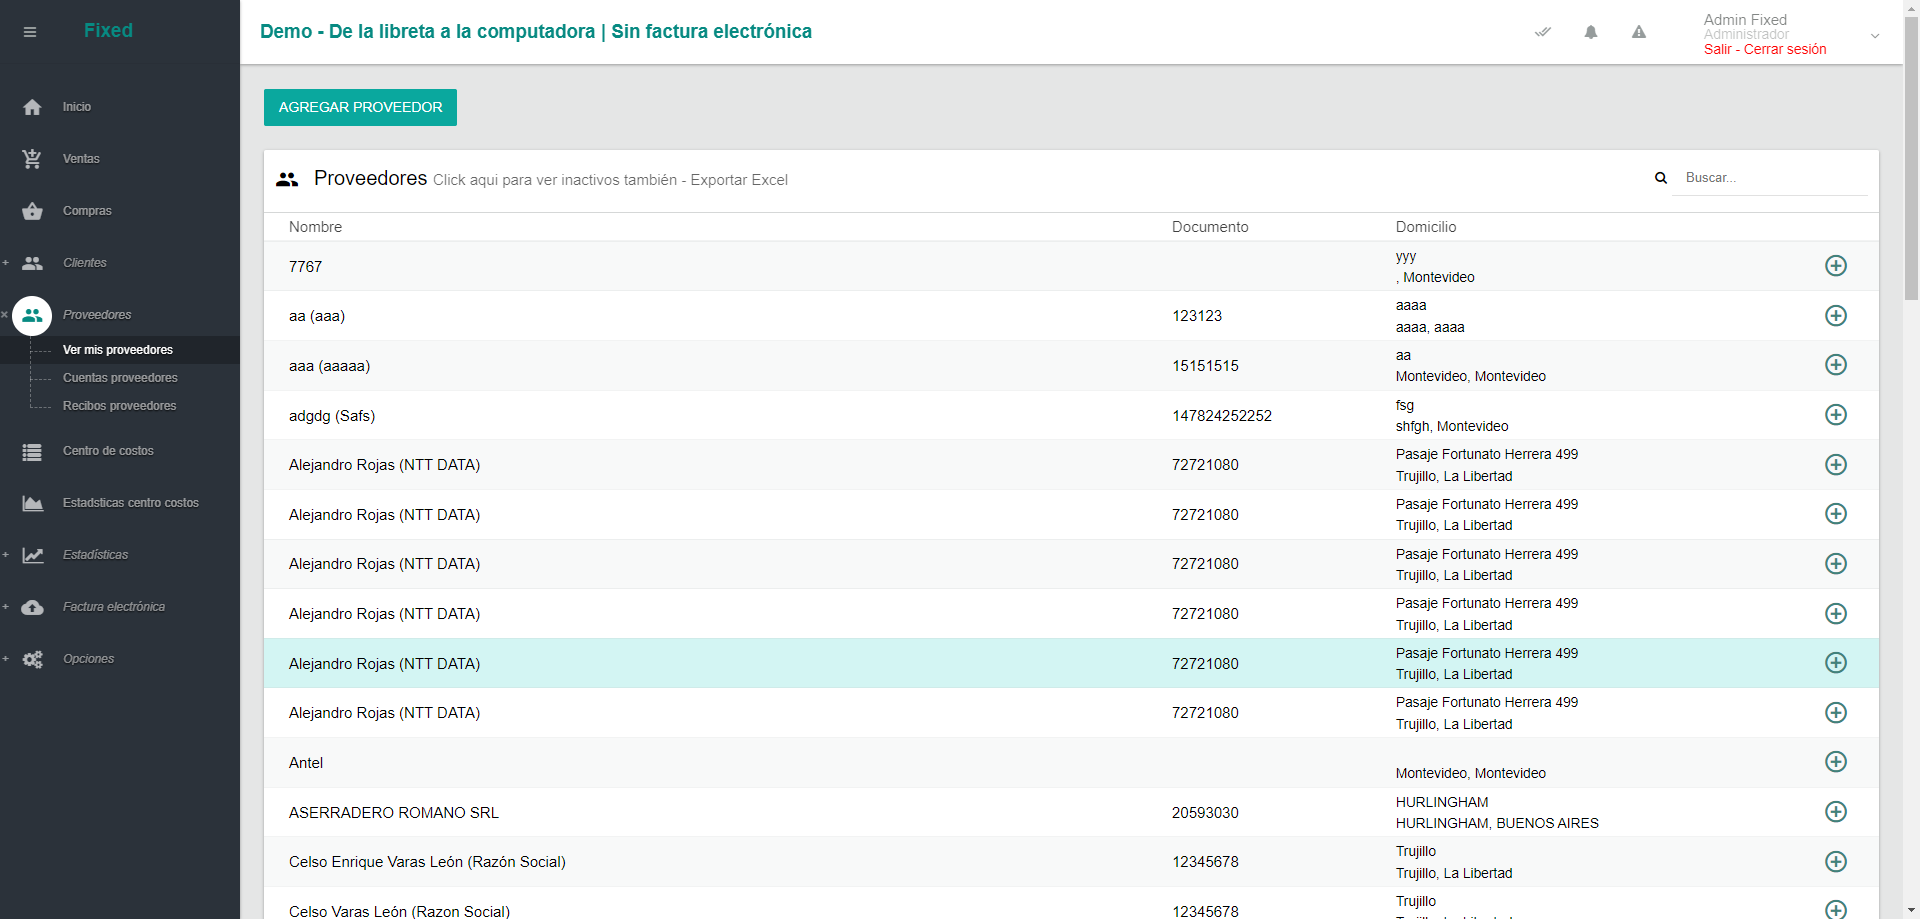 Fixed
Demo - De la libreta a la computadora | Sin factura electrónica
Admin Fixed
Administrador
Salir - Cerrar sesión
Inicio
Ventas
Compras
+ Clientes
× Proveedores
Ver mis proveedores
Cuentas proveedores
Recibos proveedores
Centro de costos
Estadsticas centro costos
+ Estadísticas
+ Factura electrónica
+ Opciones
AGREGAR PROVEEDOR
Proveedores Click aqui para ver inactivos también - Exportar Excel
Buscar...
Nombre Documento Domicilio
7767 yyy
, Montevideo
aa (aaa) 123123 aaaa
aaaa, aaaa
aaa (aaaaa) 15151515 aa
Montevideo, Montevideo
adgdg (Safs) 147824252252 fsg
shfgh, Montevideo
Alejandro Rojas (NTT DATA) 72721080 Pasaje Fortunato Herrera 499
Trujillo, La Libertad
Alejandro Rojas (NTT DATA) 72721080 Pasaje Fortunato Herrera 499
Trujillo, La Libertad
Alejandro Rojas (NTT DATA) 72721080 Pasaje Fortunato Herrera 499
Trujillo, La Libertad
Alejandro Rojas (NTT DATA) 72721080 Pasaje Fortunato Herrera 499
Trujillo, La Libertad
Alejandro Rojas (NTT DATA) 72721080 Pasaje Fortunato Herrera 499
Trujillo, La Libertad
Alejandro Rojas (NTT DATA) 72721080 Pasaje Fortunato Herrera 499
Trujillo, La Libertad
Antel
Montevideo, Montevideo
ASERRADERO ROMANO SRL 20593030 HURLINGHAM
HURLINGHAM, BUENOS AIRES
Celso Enrique Varas León (Razón Social) 12345678 Trujillo
Trujillo, La Libertad
Celso Varas León (Razon Social) 12345678 Trujillo